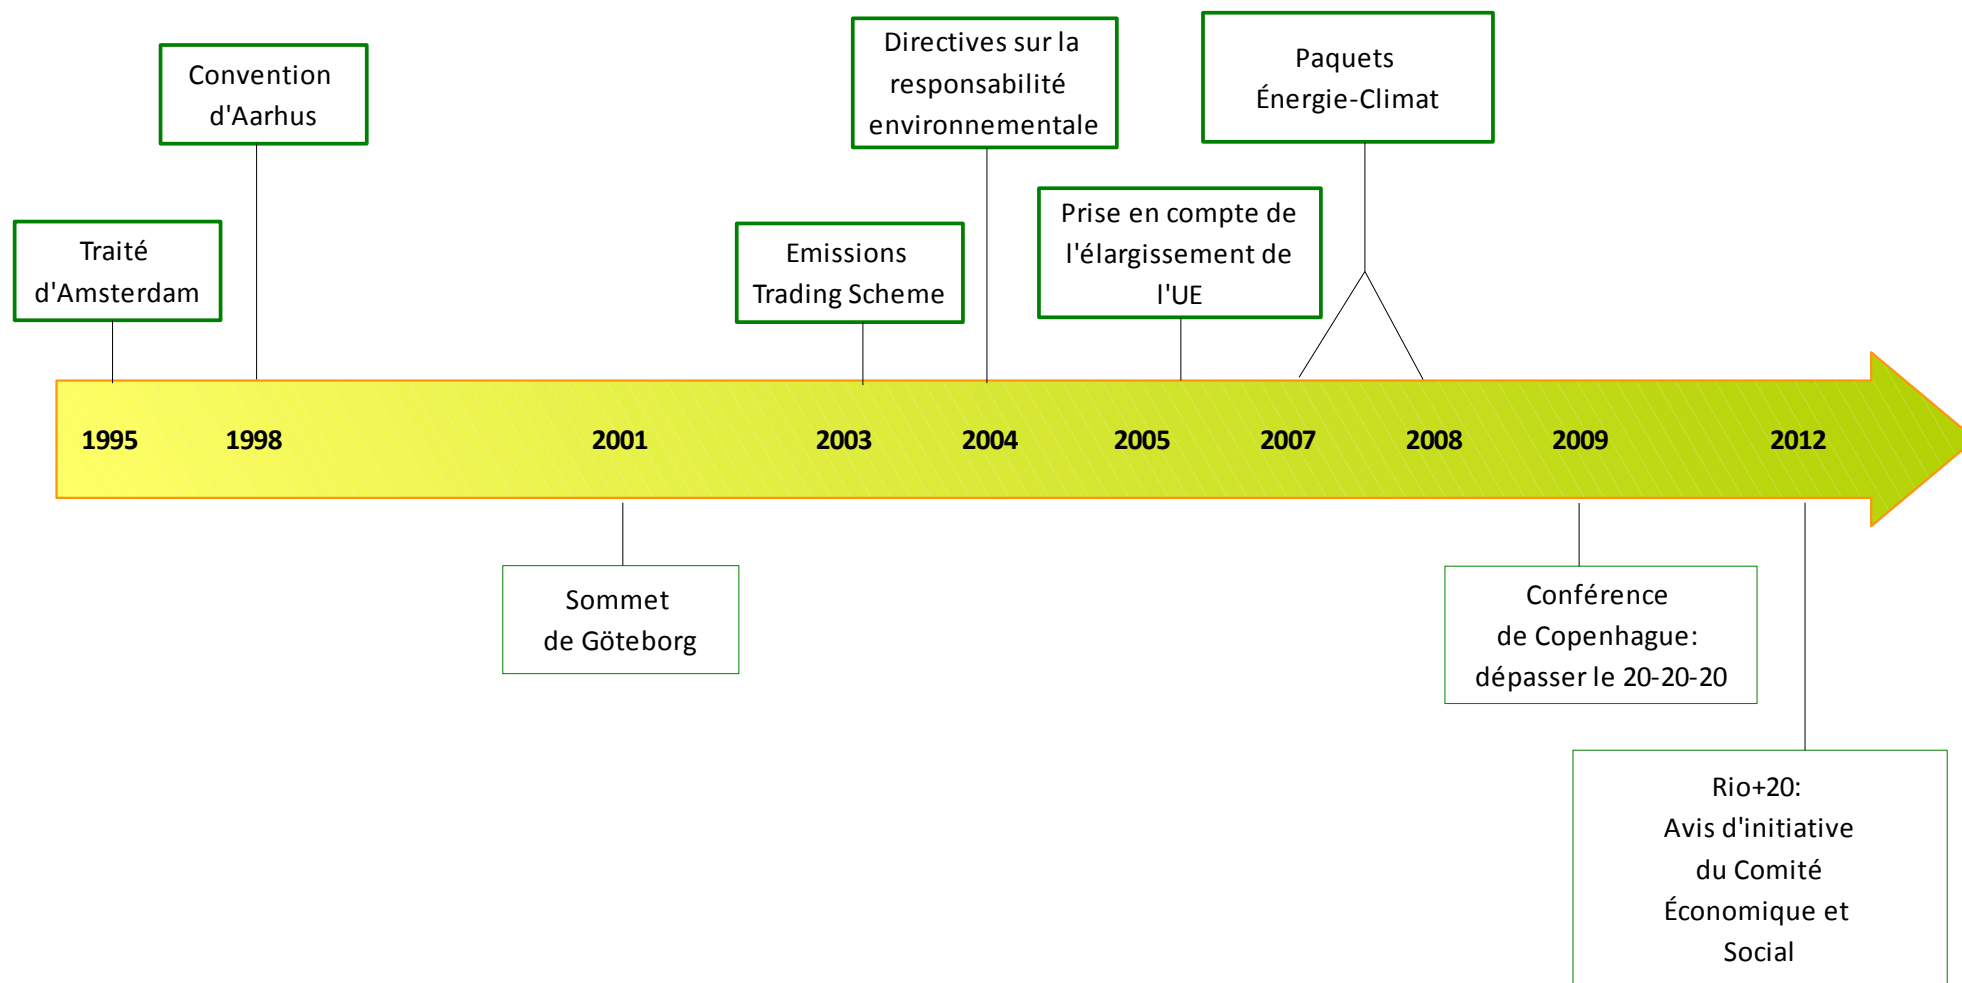 Convention
d'Aarhus
Directives sur la
responsabilité
environnementale
Paquets
Énergie-Climat
Traité
d'Amsterdam
Emissions
Trading Scheme
Prise en compte de
l'élargissement de
l'UE
1995 1998 2001 2003 2004 2005 2007 2008 2009 2012
Sommet
de Göteborg
Conférence
de Copenhague:
dépasser le 20-20-20
Rio+20:
Avis d'initiative
du Comité
Économique et
Social